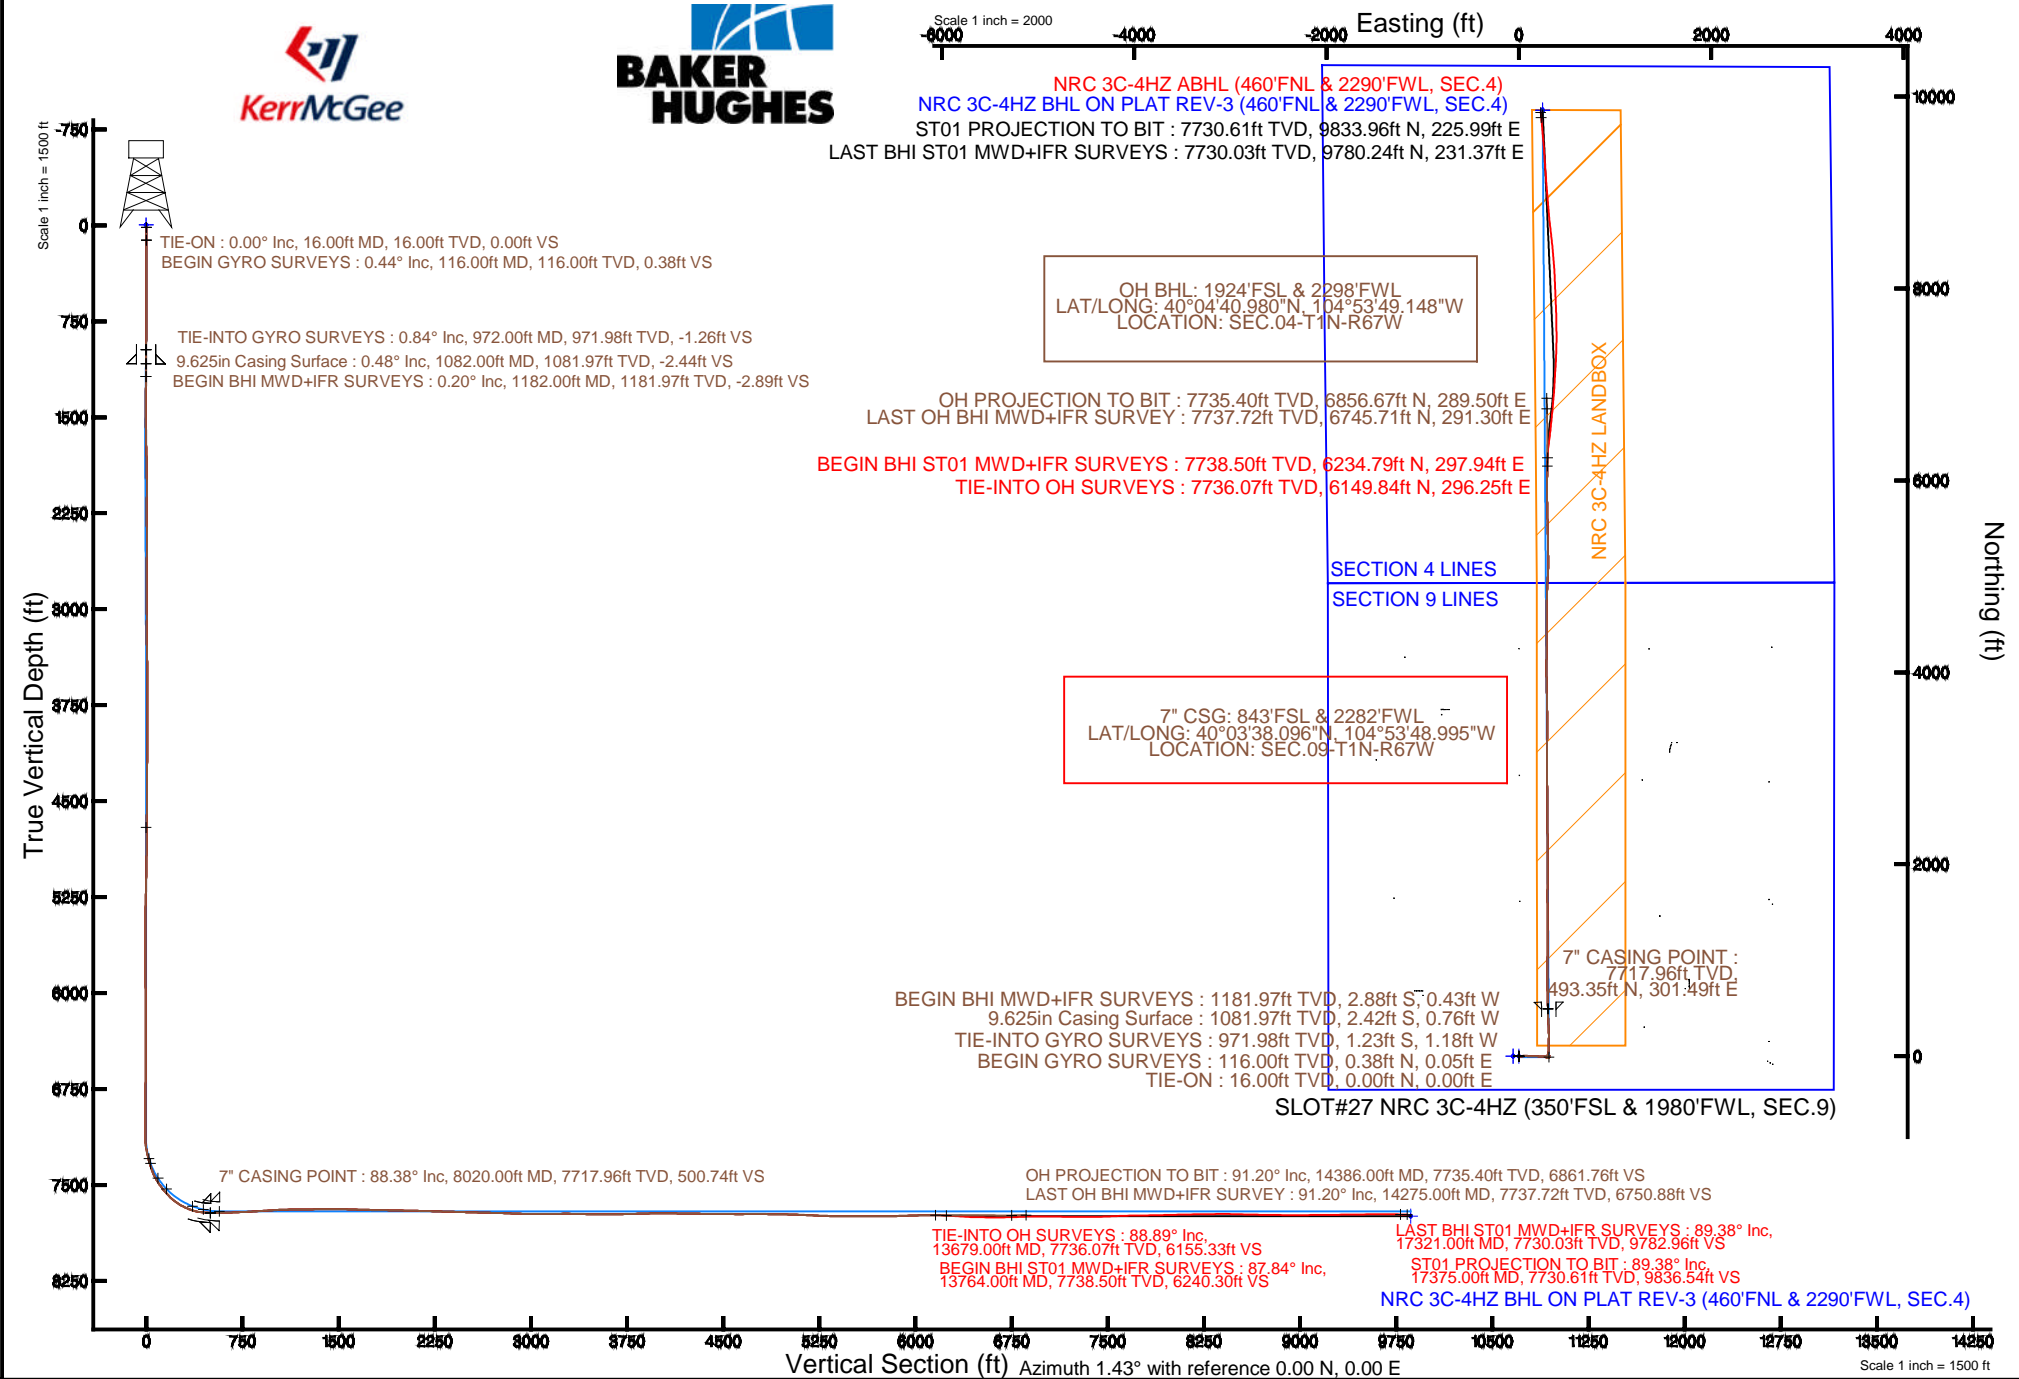 KerrMcGee
BAKER
HUGHES
Scale 1 inch = 2000
Easting (ft)
-6000 -4000 -2000 0 2000 4000
NRC 3C-4HZ ABHL (460'FNL & 2290'FWL, SEC.4)
NRC 3C-4HZ BHL ON PLAT REV-3 (460'FNL & 2290'FWL, SEC.4)
ST01 PROJECTION TO BIT : 7730.61ft TVD, 9833.96ft N, 225.99ft E
LAST BHI ST01 MWD+IFR SURVEYS : 7730.03ft TVD, 9780.24ft N, 231.37ft E
Scale 1 inch = 1500 ft
-750
0
750
1500
2250
3000
3750
4500
5250
6000
6750
7500
8250
True Vertical Depth (ft)
TIE-ON : 0.00° Inc, 16.00ft MD, 16.00ft TVD, 0.00ft VS
BEGIN GYRO SURVEYS : 0.44° Inc, 116.00ft MD, 116.00ft TVD, 0.38ft VS
TIE-INTO GYRO SURVEYS : 0.84° Inc, 972.00ft MD, 971.98ft TVD, -1.26ft VS
9.625in Casing Surface : 0.48° Inc, 1082.00ft MD, 1081.97ft TVD, -2.44ft VS
BEGIN BHI MWD+IFR SURVEYS : 0.20° Inc, 1182.00ft MD, 1181.97ft TVD, -2.89ft VS
OH BHL: 1924'FSL & 2298'FWL
LAT/LONG: 40°04'40.980"N, 104°53'49.148"W
LOCATION: SEC.04-T1N-R67W
OH PROJECTION TO BIT : 7735.40ft TVD, 6856.67ft N, 289.50ft E
LAST OH BHI MWD+IFR SURVEY : 7737.72ft TVD, 6745.71ft N, 291.30ft E
BEGIN BHI ST01 MWD+IFR SURVEYS : 7738.50ft TVD, 6234.79ft N, 297.94ft E
TIE-INTO OH SURVEYS : 7736.07ft TVD, 6149.84ft N, 296.25ft E
NRC 3C-4HZ LANDBOX
SECTION 4 LINES
SECTION 9 LINES
10000
8000
6000
4000
2000
0
Northing (ft)
7" CSG: 843'FSL & 2282'FWL
LAT/LONG: 40°03'38.096"N, 104°53'48.995"W
LOCATION: SEC.09-T1N-R67W
7" CASING POINT :
7717.96ft TVD,
493.35ft N, 301.49ft E
BEGIN BHI MWD+IFR SURVEYS : 1181.97ft TVD, 2.88ft S, 0.43ft W
9.625in Casing Surface : 1081.97ft TVD, 2.42ft S, 0.76ft W
TIE-INTO GYRO SURVEYS : 971.98ft TVD, 1.23ft S, 1.18ft W
BEGIN GYRO SURVEYS : 116.00ft TVD, 0.38ft N, 0.05ft E
TIE-ON : 16.00ft TVD, 0.00ft N, 0.00ft E
SLOT#27 NRC 3C-4HZ (350'FSL & 1980'FWL, SEC.9)
7" CASING POINT : 88.38° Inc, 8020.00ft MD, 7717.96ft TVD, 500.74ft VS
OH PROJECTION TO BIT : 91.20° Inc, 14386.00ft MD, 7735.40ft TVD, 6861.76ft VS
LAST OH BHI MWD+IFR SURVEY : 91.20° Inc, 14275.00ft MD, 7737.72ft TVD, 6750.88ft VS
TIE-INTO OH SURVEYS : 88.89° Inc,
13679.00ft MD, 7736.07ft TVD, 6155.33ft VS
BEGIN BHI ST01 MWD+IFR SURVEYS : 87.84° Inc,
13764.00ft MD, 7738.50ft TVD, 6240.30ft VS
LAST BHI ST01 MWD+IFR SURVEYS : 89.38° Inc,
17321.00ft MD, 7730.03ft TVD, 9782.96ft VS
ST01 PROJECTION TO BIT : 89.38° Inc,
17375.00ft MD, 7730.61ft TVD, 9836.54ft VS
NRC 3C-4HZ BHL ON PLAT REV-3 (460'FNL & 2290'FWL, SEC.4)
0 750 1500 2250 3000 3750 4500 5250 6000 6750 7500 8250 9000 9750 10500 11250 12000 12750 13500 14250
Vertical Section (ft) Azimuth 1.43° with reference 0.00 N, 0.00 E
Scale 1 inch = 1500 ft